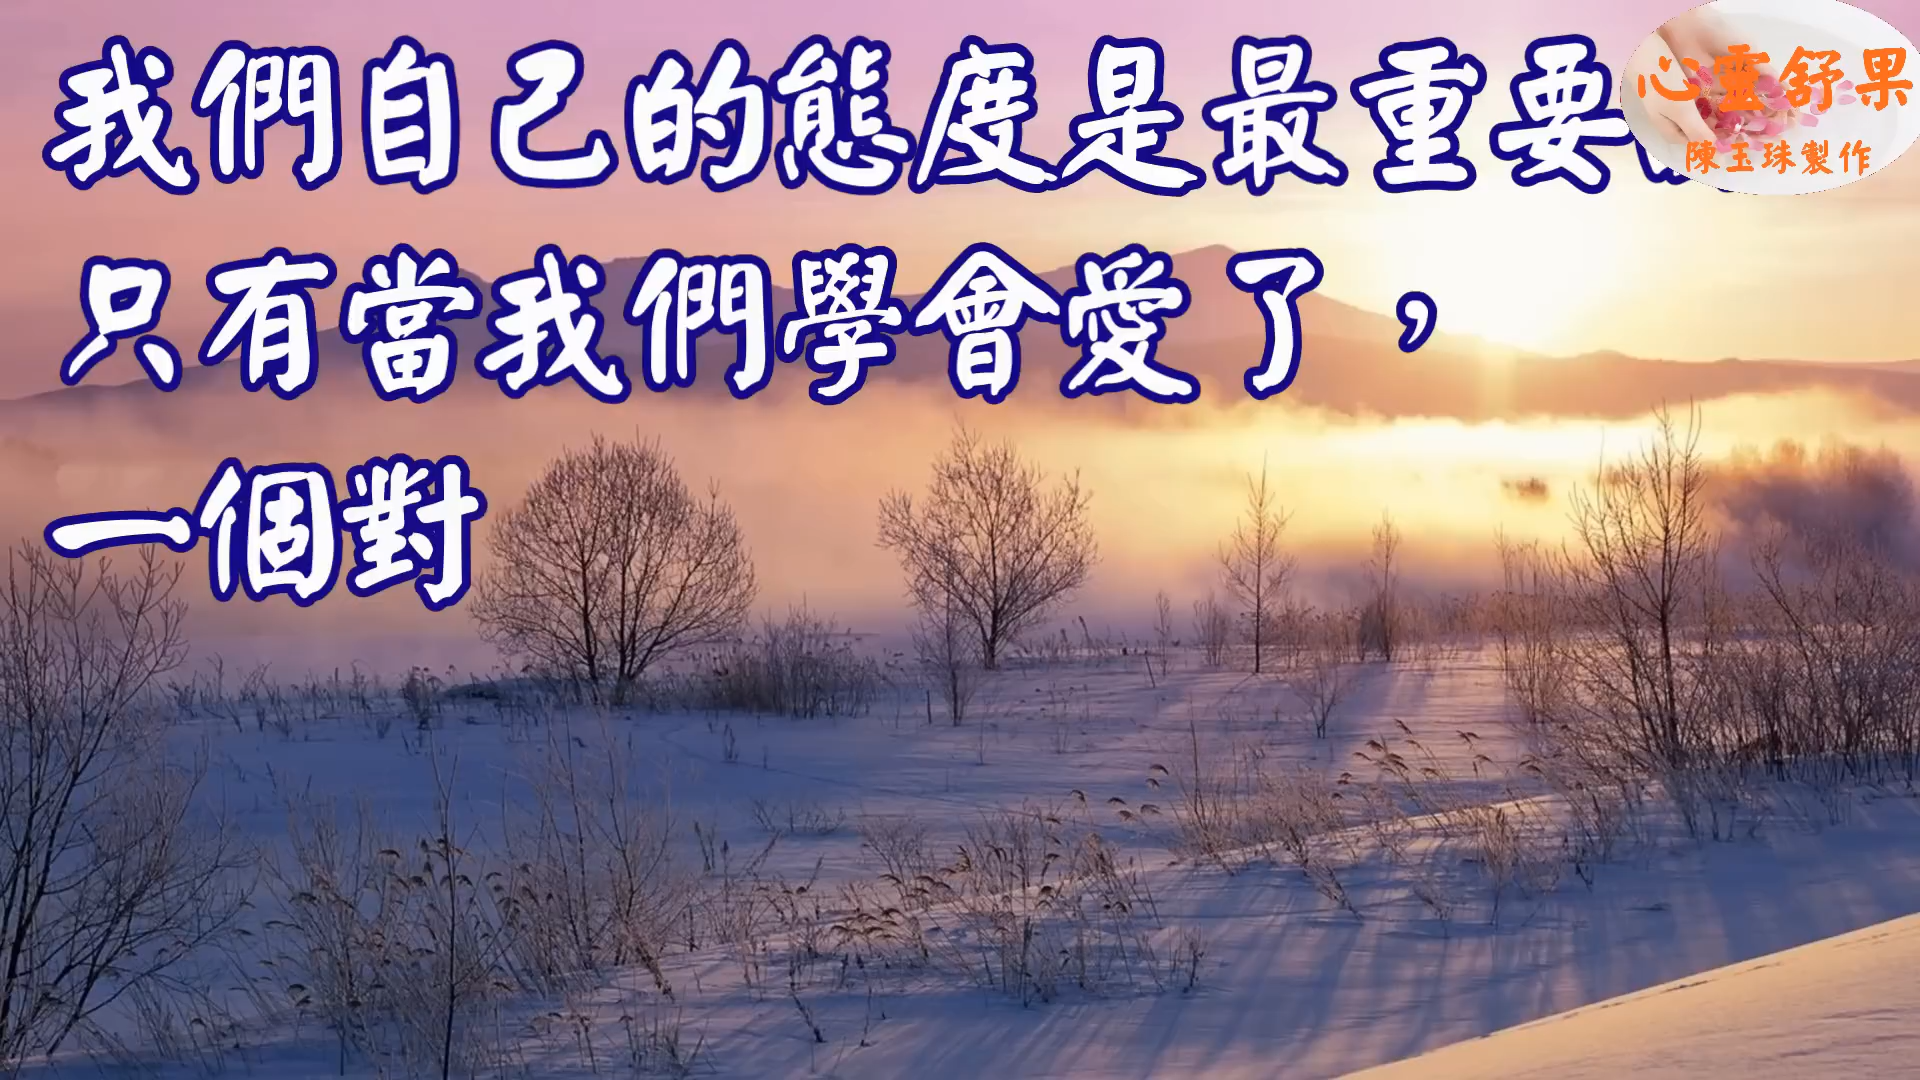 我們自己的態度是最重要
只有當我們學會愛了，
一個對
心靈舒果
陳玉珠製作